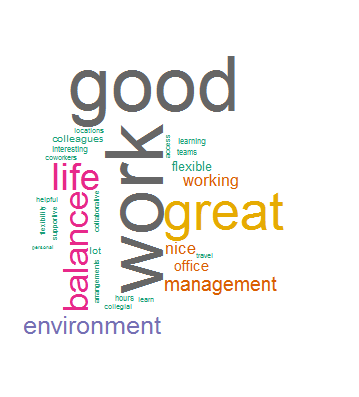 good
locations
colleagues
interesting
coworkers
work
access
learning
teams
flexible
life
working
helpful
flexibility
supportive
balance
collaborative
great
personal
lot
nice
travel
office
arrangements
management
hours
learn
collegial
environment